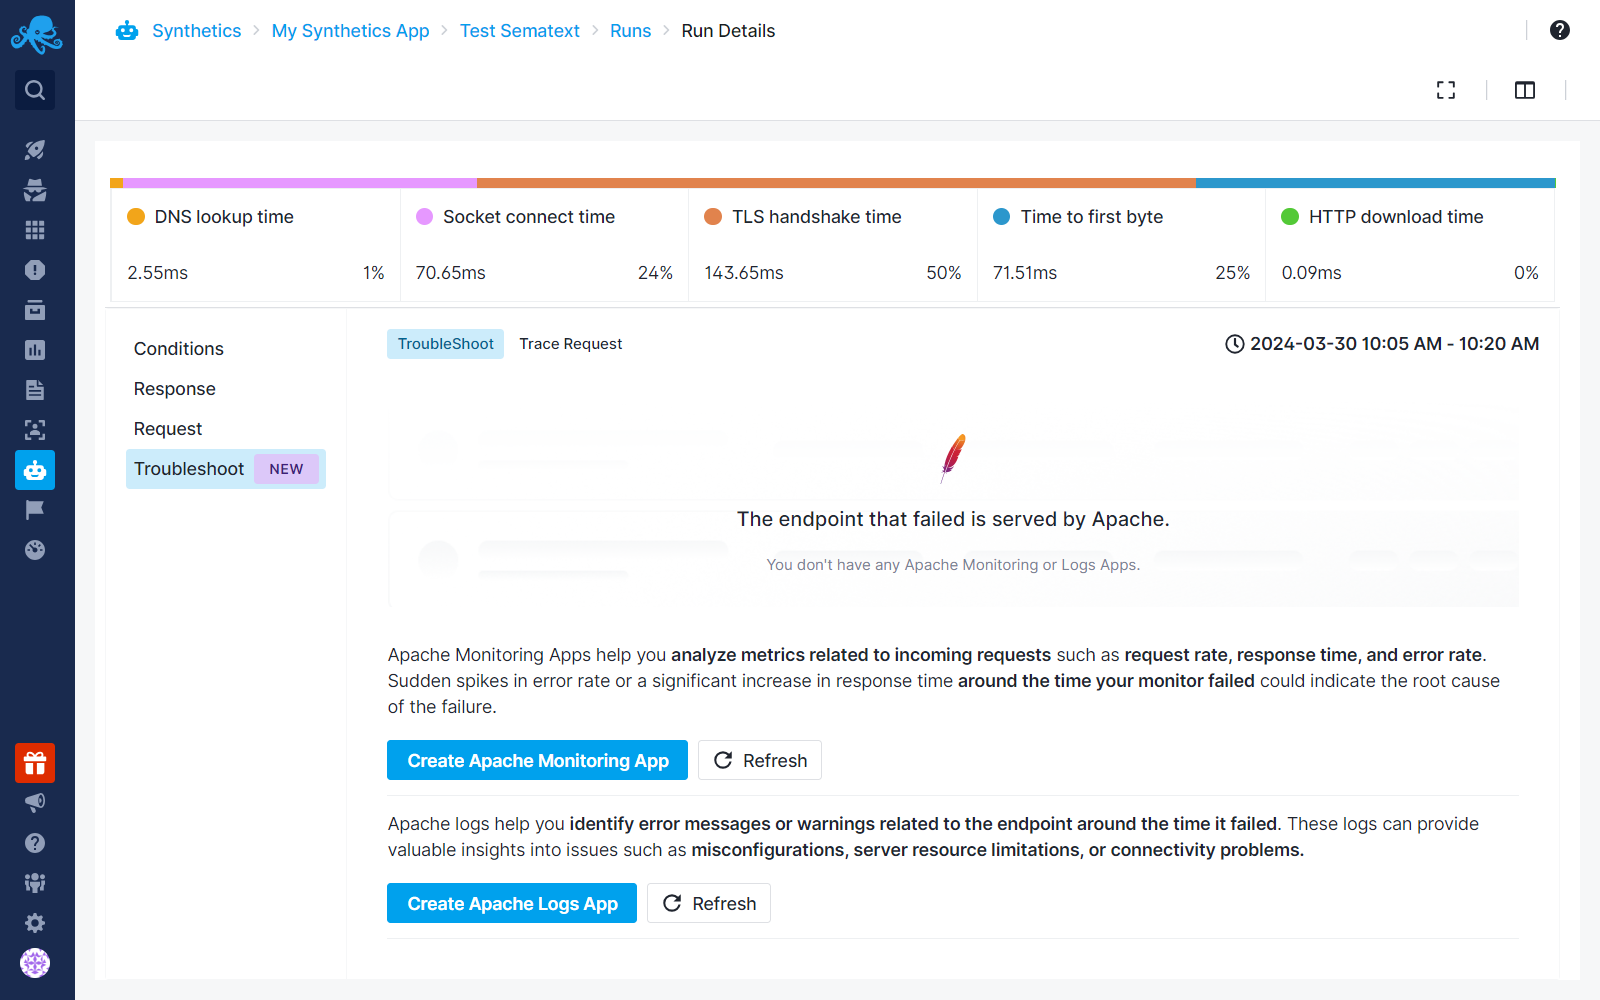 Synthetics > My Synthetics App > Test Sematext > Runs > Run Details
DNS lookup time
2.55ms 1%
Socket connect time
70.65ms 24%
TLS handshake time
143.65ms 50%
Time to first byte
71.51ms 25%
HTTP download time
0.09ms 0%
Conditions
Response
Request
Troubleshoot NEW
TroubleShoot Trace Request
2024-03-30 10:05 AM - 10:20 AM
The endpoint that failed is served by Apache.
You don't have any Apache Monitoring or Logs Apps.
Apache Monitoring Apps help you analyze metrics related to incoming requests such as request rate, response time, and error rate.
Sudden spikes in error rate or a significant increase in response time around the time your monitor failed could indicate the root cause
of the failure.
Create Apache Monitoring App Refresh
Apache logs help you identify error messages or warnings related to the endpoint around the time it failed. These logs can provide
valuable insights into issues such as misconfigurations, server resource limitations, or connectivity problems.
Create Apache Logs App Refresh